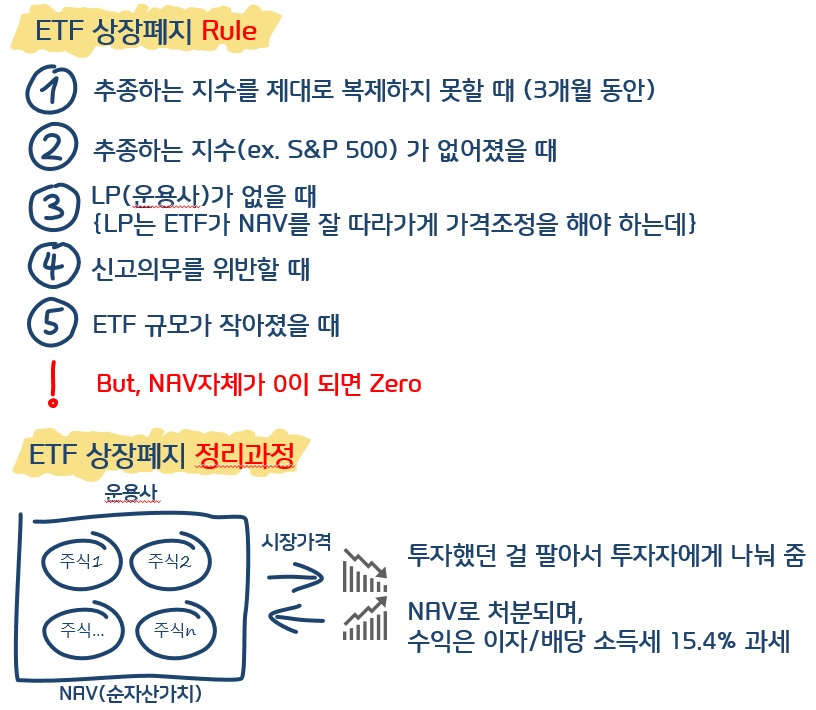 ETF 상장폐지 Rule
1 추종하는 지수를 제대로 복제하지 못할 때 (3개월 동안)
2 추종하는 지수(ex. S&P 500) 가 없어졌을 때
3 LP(운용사)가 없을 때
{LP는 ETF가 NAV를 잘 따라가게 가격조정을 해야 하는데}
4 신고의무를 위반할 때
5 ETF 규모가 작아졌을 때
! But, NAV자체가 0이 되면 Zero
ETF 상장폐지 정리과정
운용사
주식1 주식2
주식... 주식n
NAV(순자산가치)
시장가격
투자했던 걸 팔아서 투자자에게 나눠 줌
NAV로 처분되며,
수익은 이자/배당 소득세 15.4% 과세